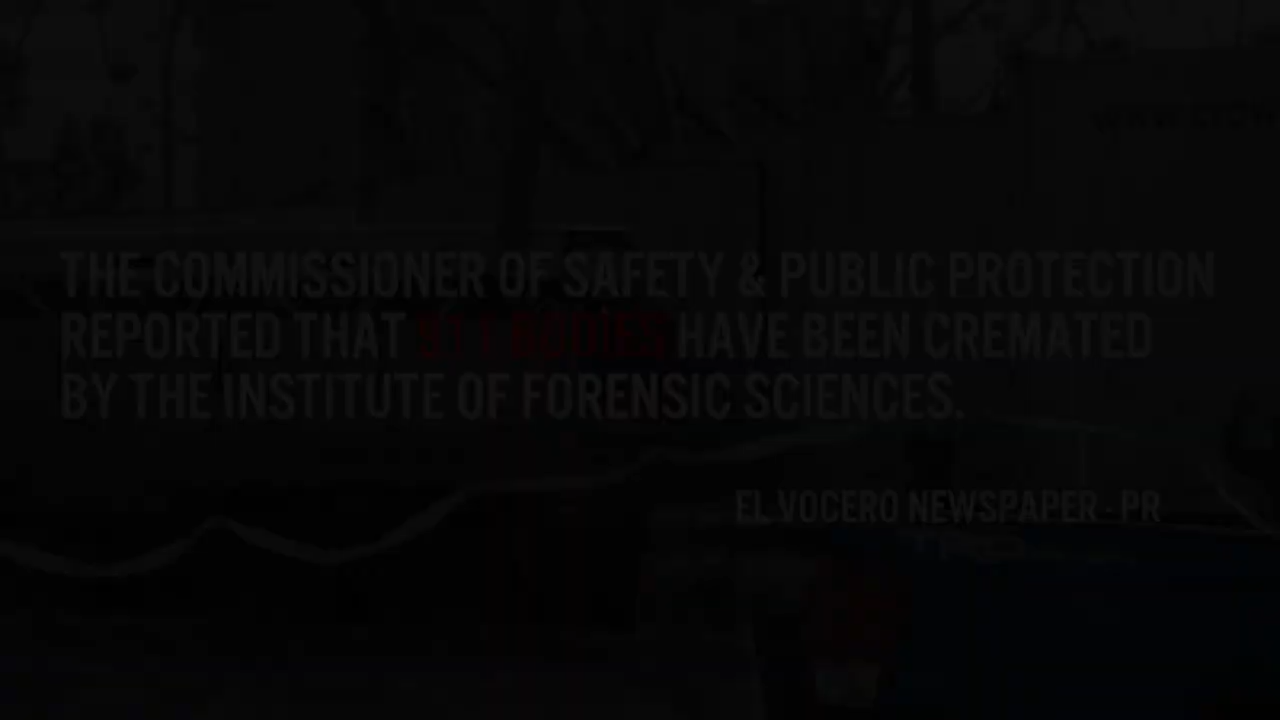 THE COMMISSIONER OF SAFETY & PUBLIC PROTECTION
REPORTED THAT 911 BODIES HAVE BEEN CREMATED
BY THE INSTITUTE OF FORENSIC SCIENCES.
EL VOCERO NEWSPAPER - PR